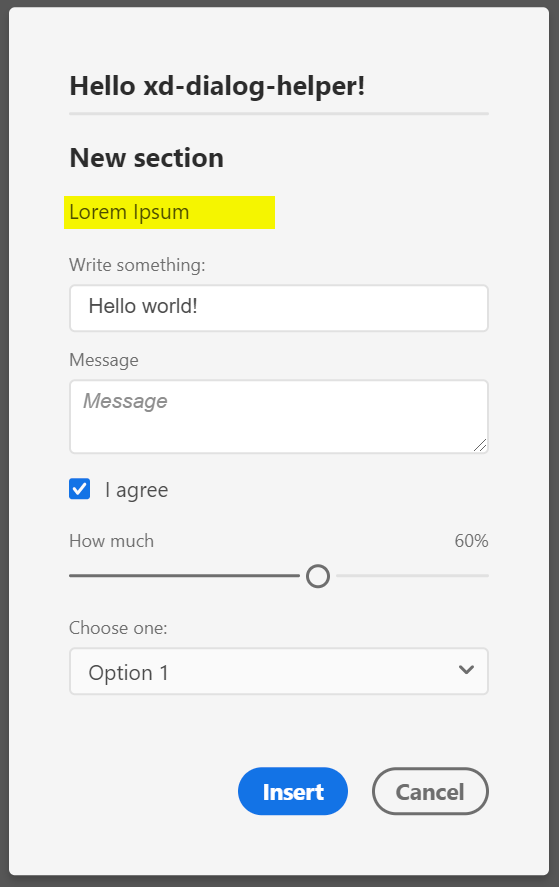 Hello xd-dialog-helper!
New section
Lorem Ipsum
Write something:
Hello world!
Message
Message
I agree
How much 60%
Choose one:
Option 1
Insert Cancel